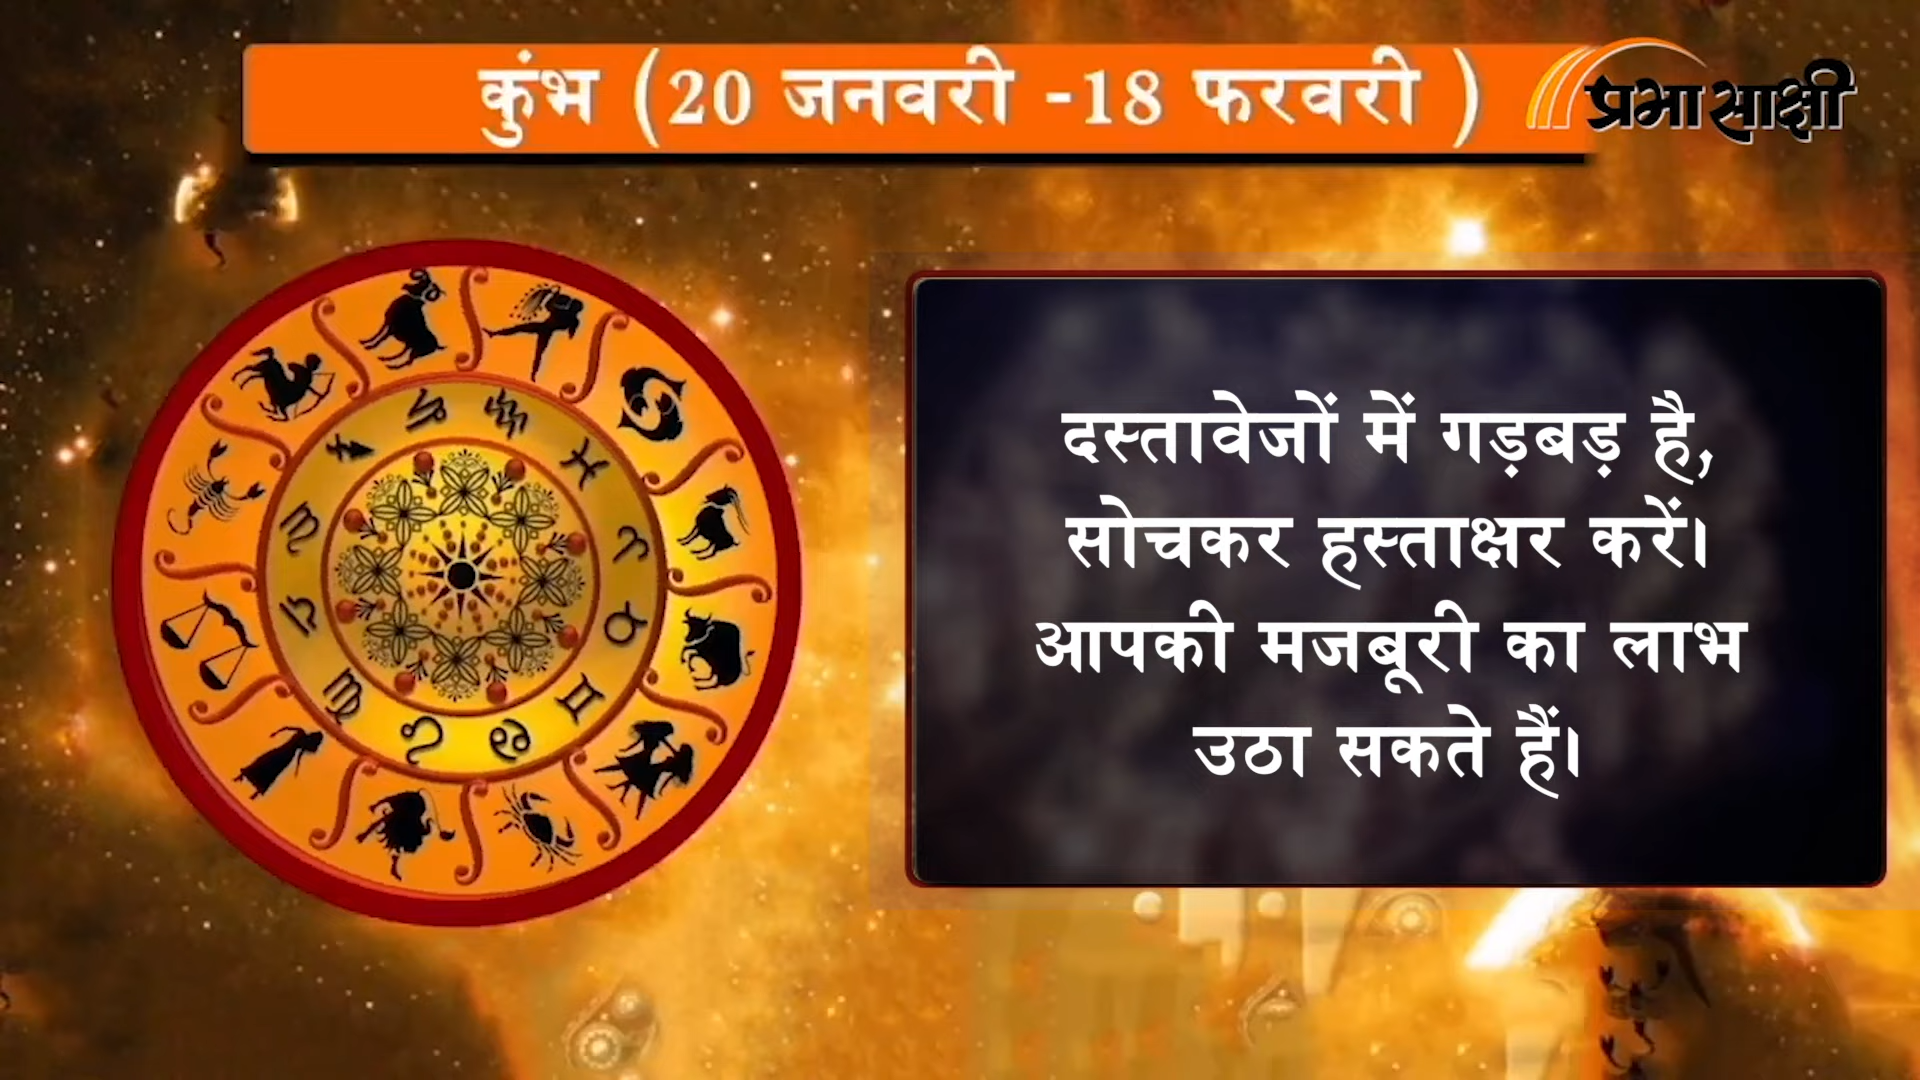 कुंभ (20 जनवरी -18 फरवरी )
प्रभासाक्षी
दस्तावेजों में गड़बड़ है,
सोचकर हस्ताक्षर करें।
आपकी मजबूरी का लाभ
उठा सकते हैं।